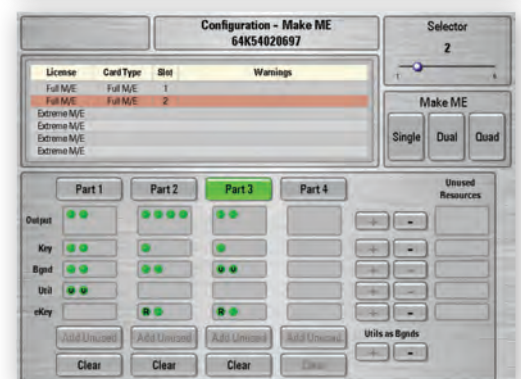 Configuration - Make ME
64K54020697
Selector
2
1
License Card Type Slot Warnings
Full M/E Full M/E 1
Full M/E Full M/E 2
Extreme M/E
Extreme M/E
Extreme M/E
Extreme M/E
Make ME
Single Dual Quad
Part 1 Part 2 Part 3 Part 4
Unused
Resources
Output + -
Key + -
Bgnd U U + -
Util U U + -
eKey R R + -
Add Unused Add Unused Add Unused Add Unused
Utils as Bgnds
Clear Clear Clear Clear
+ -